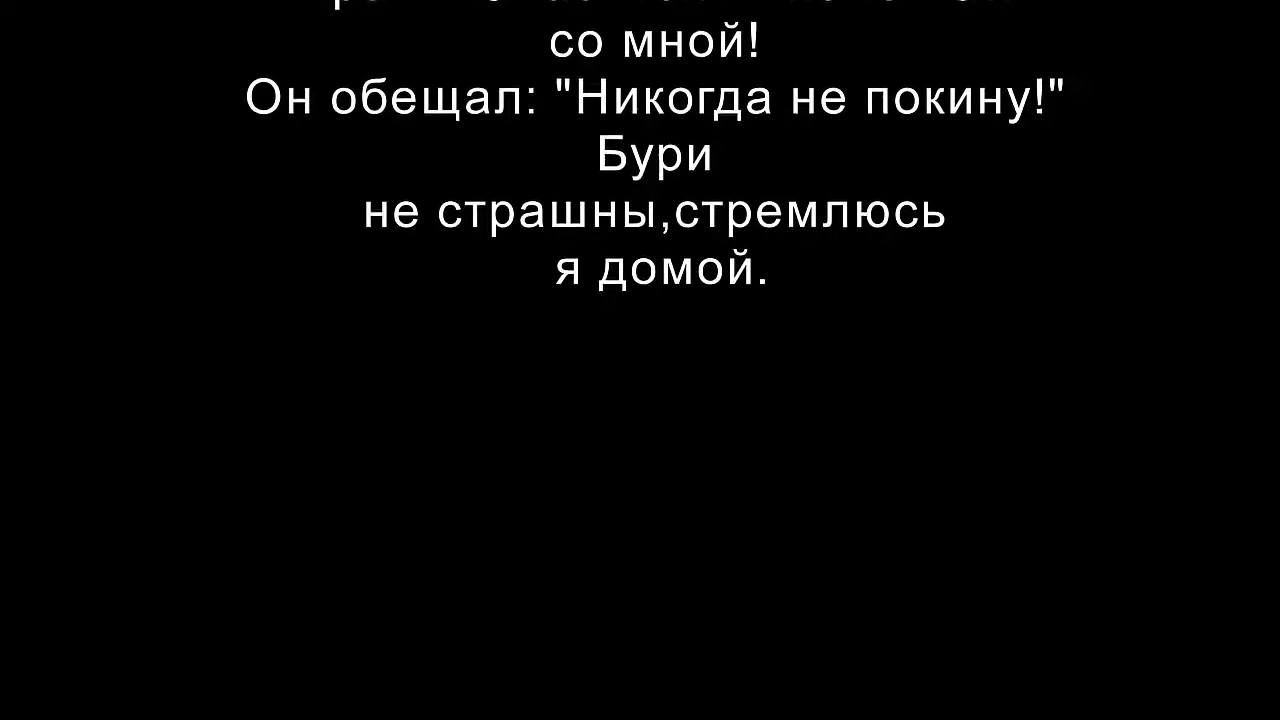 со мной!
Он обещал: "Никогда не покину!"
Бури
не страшны,стремлюсь
я домой.